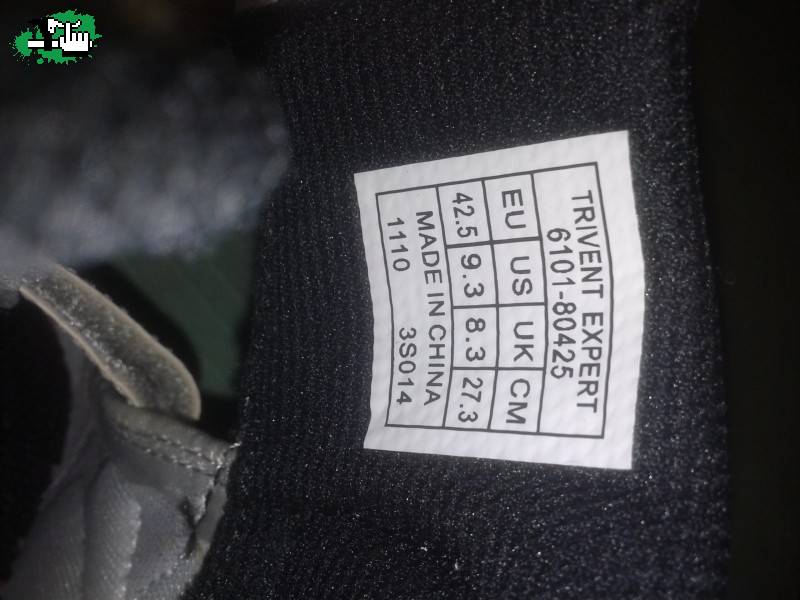 TRIVENT EXPERT
6101-80425
EU US UK CM
42.5 9.3 8.3 27.3
MADE IN CHINA
1110 3S014